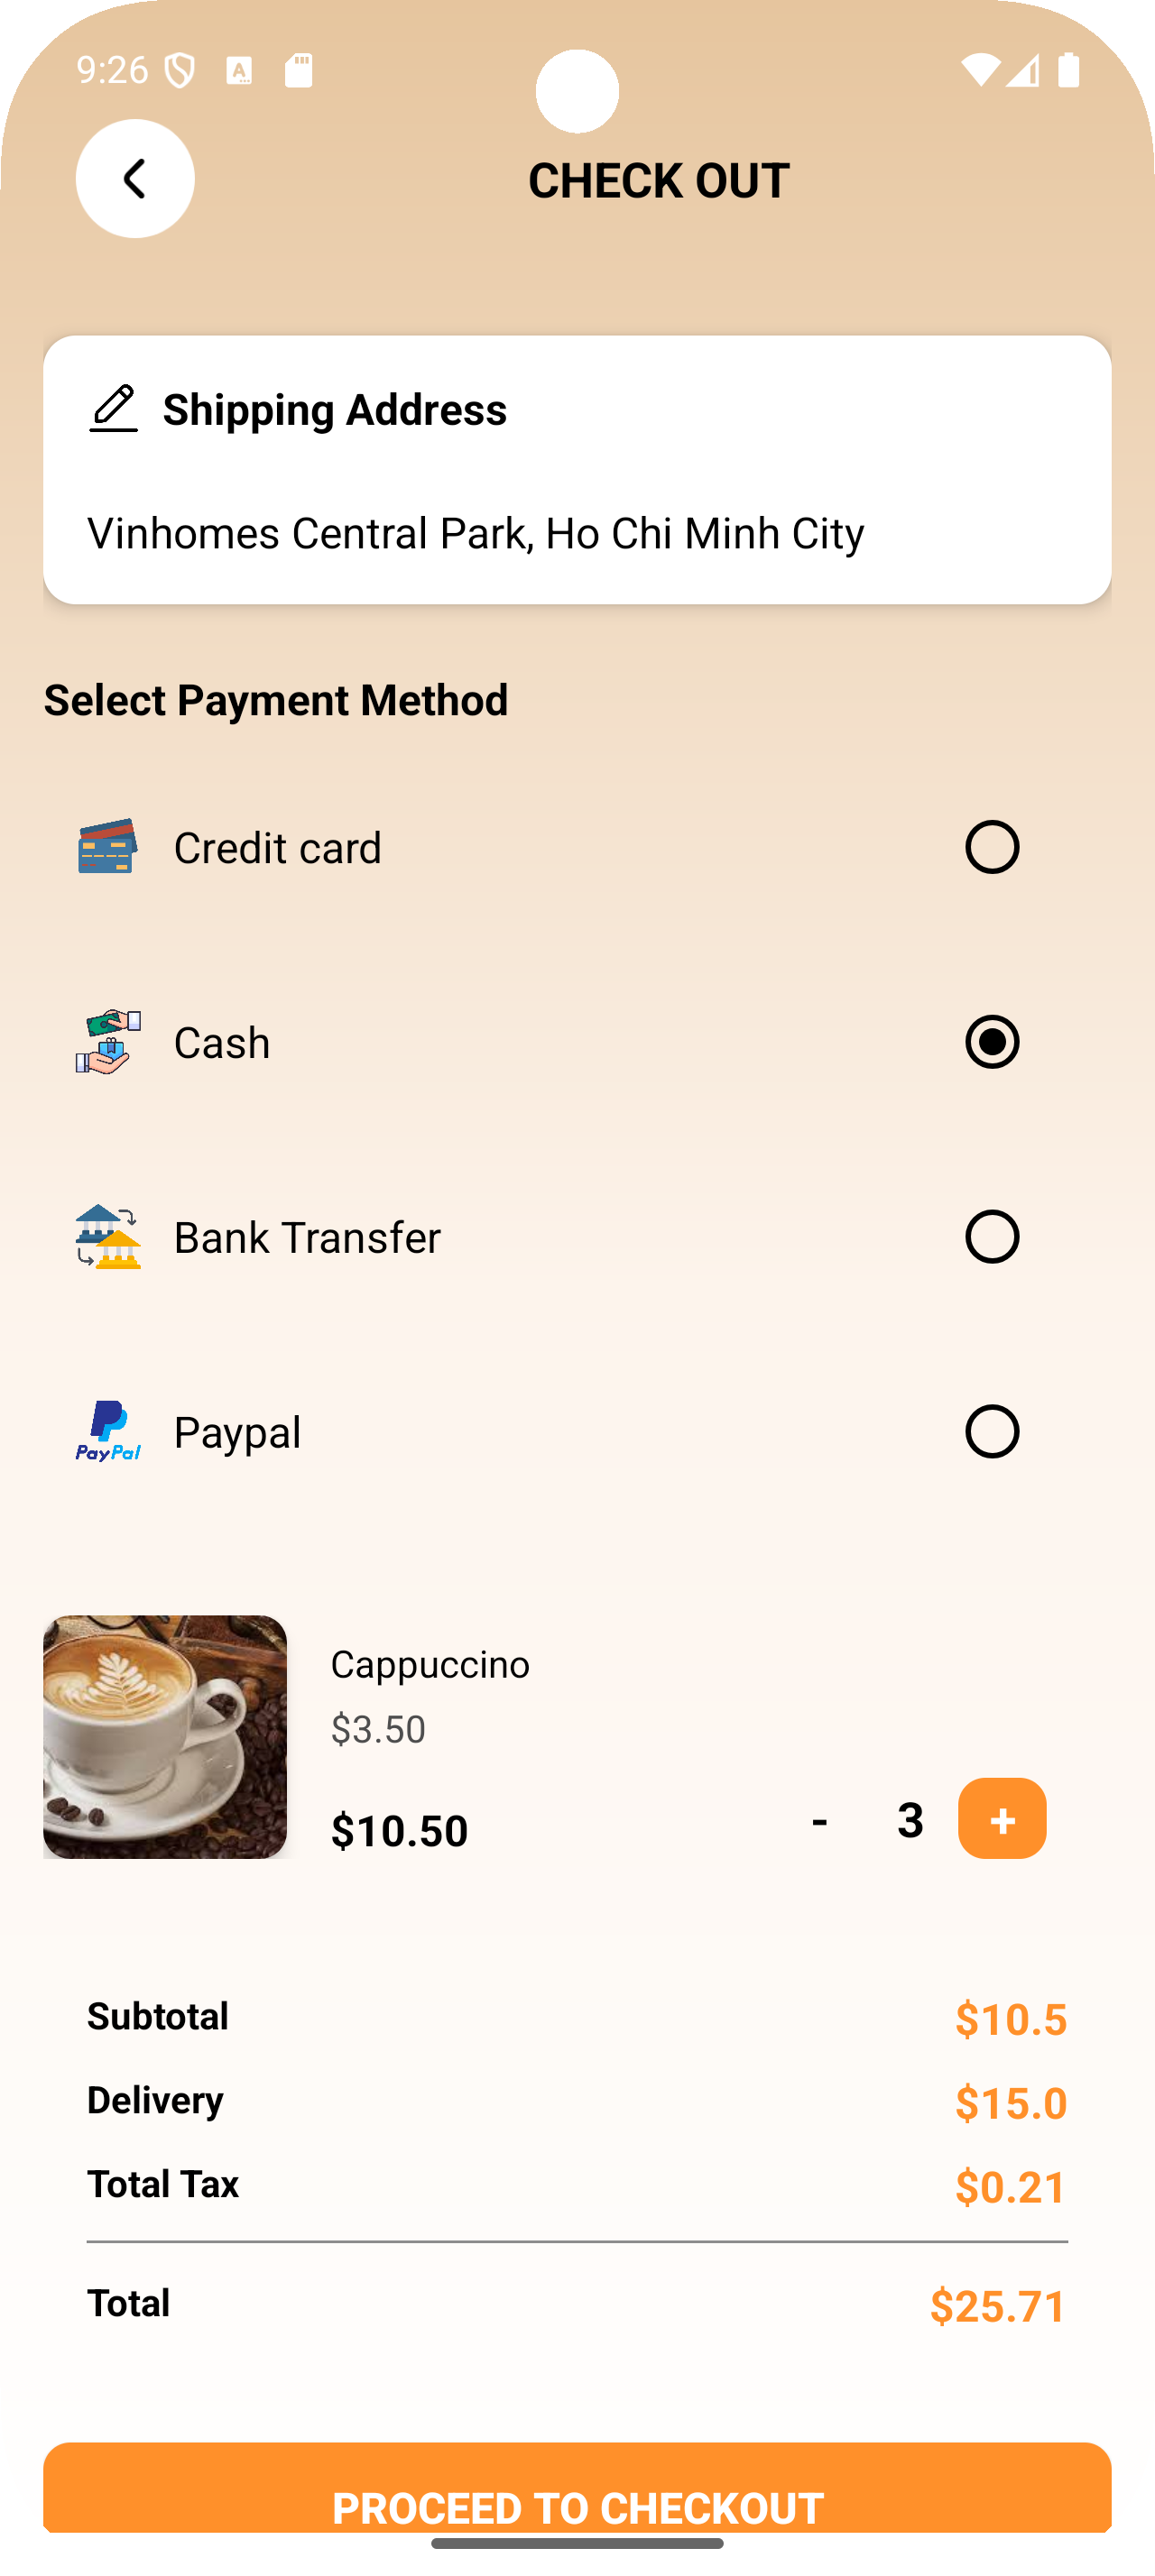 9:26
CHECK OUT
Shipping Address
Vinhomes Central Park, Ho Chi Minh City
Select Payment Method
Credit card
Cash
Bank Transfer
PayPal
Paypal
Cappuccino
$3.50
$10.50 - 3 +
Subtotal $10.5
Delivery $15.0
Total Tax $0.21
Total $25.71
PROCEED TO CHECKOUT